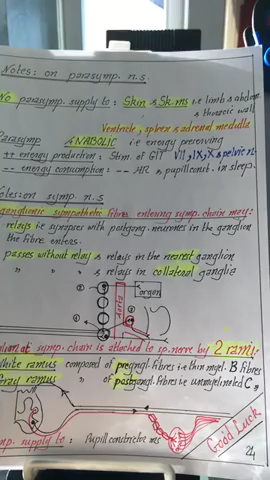 Notes: on parasymp. n.s.
No parasymp. supply to: Skin & Sk.ms i.e limb & abdom
& thoracic wall
Ventricle, spleen & adrenal medulla
Parasymp ANABOLIC i.e energy preserving
++ energy production: Stim. of GIT VII, IX, X & pelvic n.
-- energy consumption: -- HR & pupilconst. in sleep.
Notes: on symp. n.s
ganglionic sympathetic fibres entering symp. chain may:
relays i.e synapses with postgang. neurones in the ganglion
the fibre enters.
passes without relay & relays in the nearest ganglion
" " " & relays in collateral ganglia
organ
Aorta
symp. chain is attached to sp. nerve by 2 rami:
White ramus composed of pregngl. fibres i.e thin myel. B fibres
Gray ramus " of postgangl. fibres i.e unmyelinated C "
supply to: Pupil constrictor ms
Good Luck
24